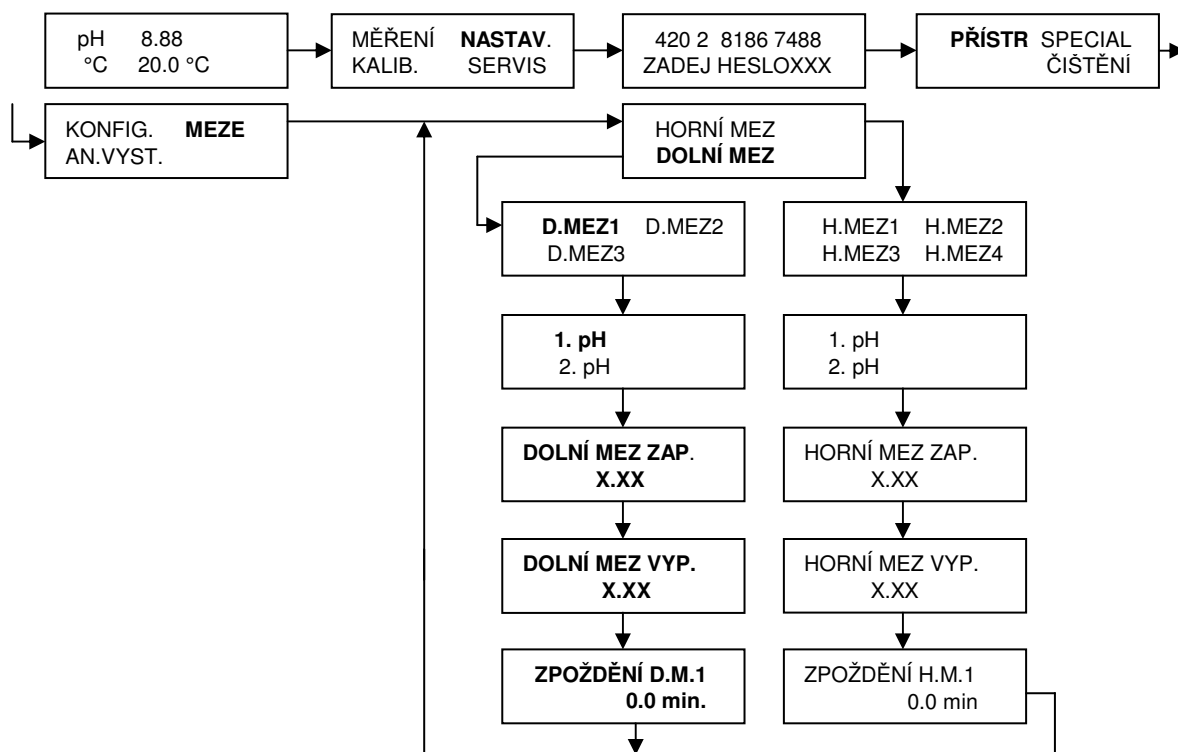 pH 8.88
°C 20.0 °C
MĚŘENÍ NASTAV.
KALIB. SERVIS
420 2 8186 7488
ZADEJ HESLOXXX
PŘÍSTR SPECIAL
ČIŠTĚNÍ
KONFIG. MEZE
AN.VYST.
HORNÍ MEZ
DOLNÍ MEZ
D.MEZ1 D.MEZ2
D.MEZ3
H.MEZ1 H.MEZ2
H.MEZ3 H.MEZ4
1. pH
2. pH
1. pH
2. pH
DOLNÍ MEZ ZAP.
X.XX
HORNÍ MEZ ZAP.
X.XX
DOLNÍ MEZ VYP.
X.XX
HORNÍ MEZ VYP.
X.XX
ZPOŽDĚNÍ D.M.1
0.0 min.
ZPOŽDĚNÍ H.M.1
0.0 min